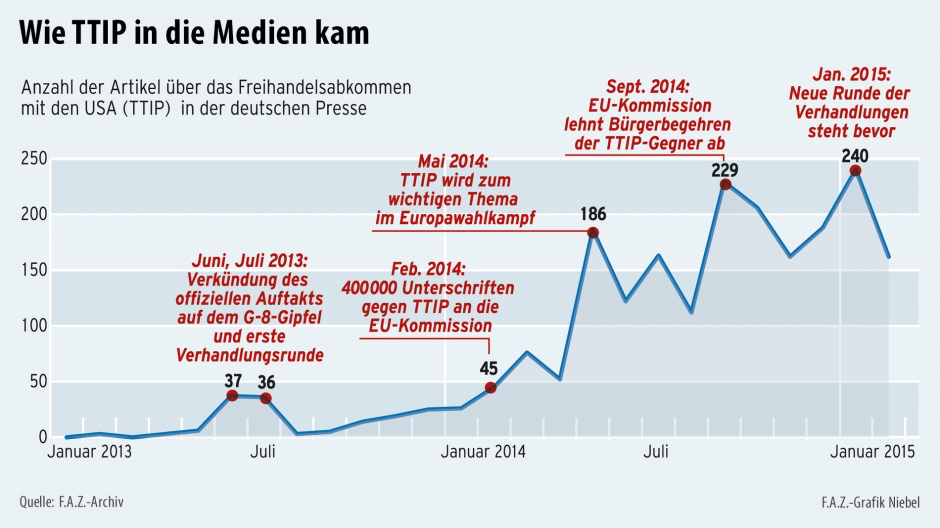 Wie TTIP in die Medien kam
Anzahl der Artikel über das Freihandelsabkommen
mit den USA (TTIP) in der deutschen Presse
Jan. 2015:
Neue Runde der
Verhandlungen
steht bevor
Sept. 2014:
EU-Kommission
lehnt Bürgerbegehren
der TTIP-Gegner ab
Mai 2014:
TTIP wird zum
wichtigen Thema
im Europawahlkampf
Juni, Juli 2013:
Verkündung des
offiziellen Auftakts
auf dem G-8-Gipfel
und erste
Verhandlungsrunde
Feb. 2014:
400 000 Unterschriften
gegen TTIP an die
EU-Kommission
250
200
150
100
50
0
37
36
45
186
229
240
Januar 2013
Juli
Januar 2014
Juli
Januar 2015
Quelle: F.A.Z.-Archiv
F.A.Z.-Grafik Niebel